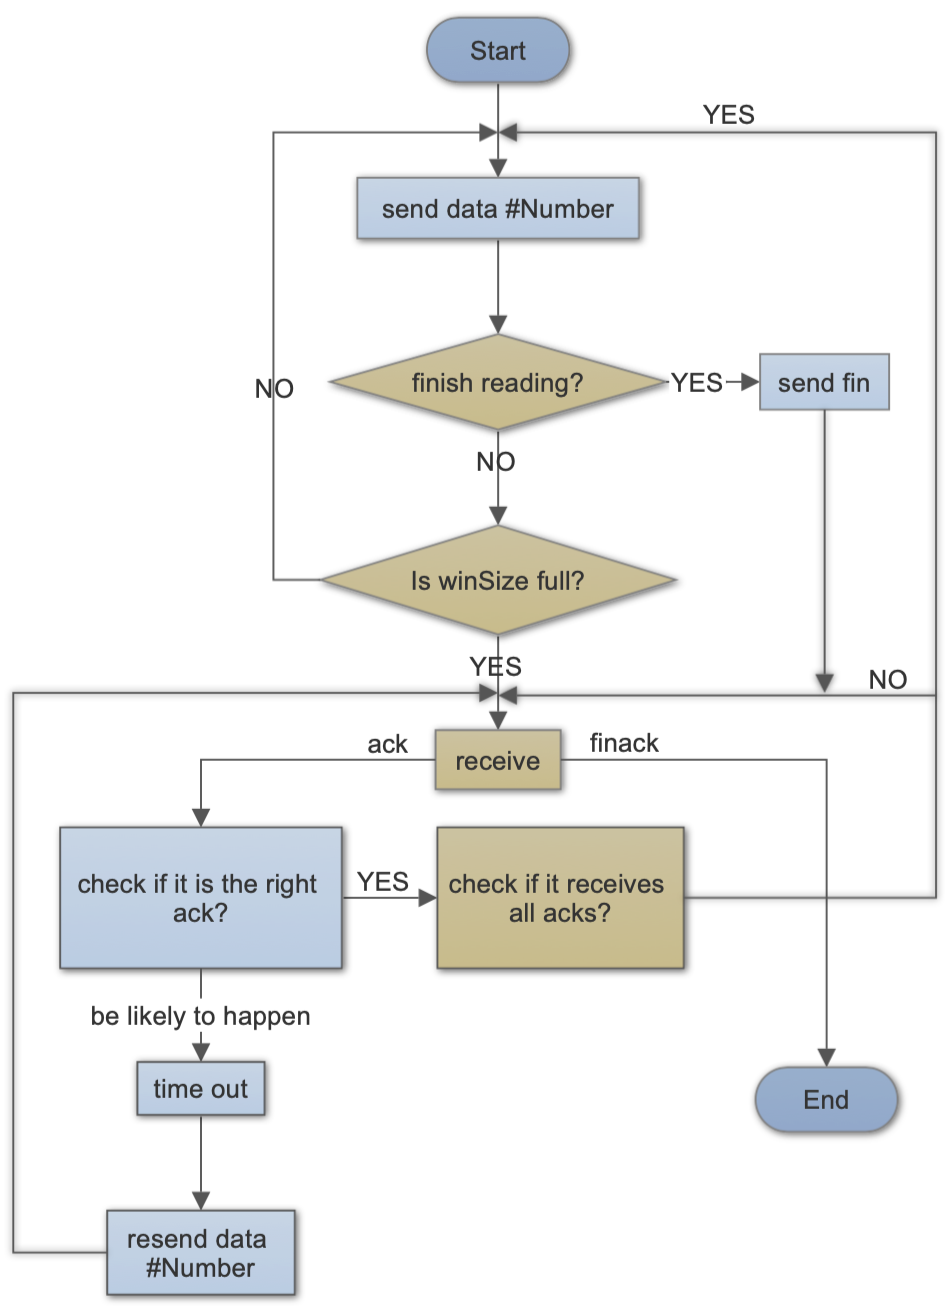 Start
YES
send data #Number
finish reading?
YES
send fin
NO
NO
Is winSize full?
YES
NO
ack
finack
receive
check if it is the right
ack?
YES
check if it receives
all acks?
be likely to happen
time out
End
resend data
#Number